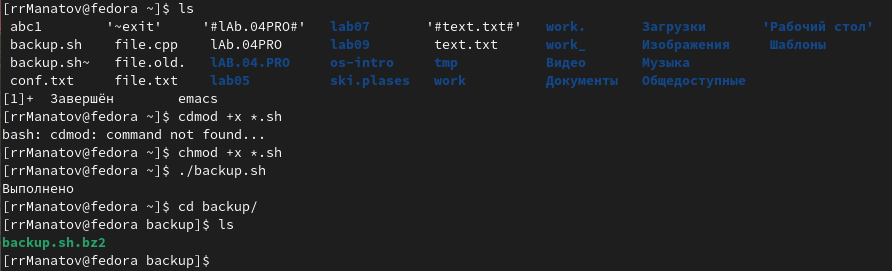 [rrManatov@fedora ~]$ ls
abc1 '~exit' '#lAb.04PRO#' lab07 '#text.txt#' work. Загрузки 'Рабочий стол'
backup.sh file.cpp lAb.04PRO lab09 text.txt work_ Изображения Шаблоны
backup.sh~ file.old. lAB.04.PRO os-intro tmp Видео Музыка
conf.txt file.txt lab05 ski.plases work Документы Общедоступные
[1]+ Завершён emacs
[rrManatov@fedora ~]$ cdmod +x *.sh
bash: cdmod: command not found...
[rrManatov@fedora ~]$ chmod +x *.sh
[rrManatov@fedora ~]$ ./backup.sh
Выполнено
[rrManatov@fedora ~]$ cd backup/
[rrManatov@fedora backup]$ ls
backup.sh.bz2
[rrManatov@fedora backup]$